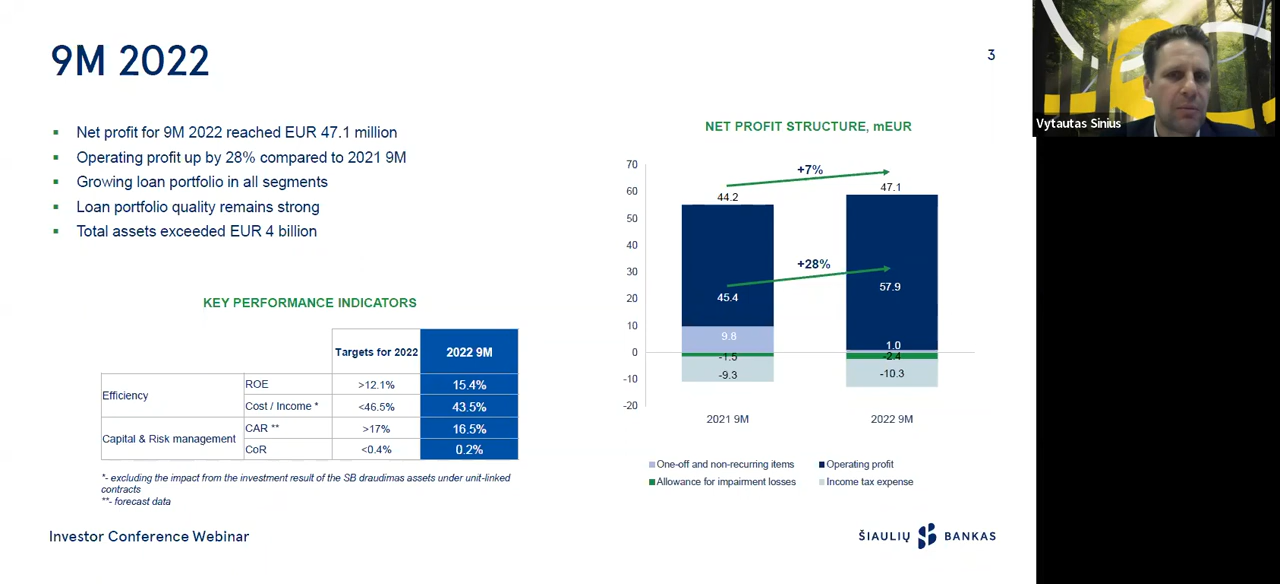 9M 2022
3
Net profit for 9M 2022 reached EUR 47.1 million
Operating profit up by 28% compared to 2021 9M
Growing loan portfolio in all segments
Loan portfolio quality remains strong
Total assets exceeded EUR 4 billion
KEY PERFORMANCE INDICATORS
Targets for 2022 2022 9M
Efficiency
ROE >12.1% 15.4%
Cost / Income * <46.5% 43.5%
Capital & Risk management
CAR ** >17% 16.5%
CoR <0.4% 0.2%
*- excluding the impact from the investment result of the SB draudimas assets under unit-linked
contracts
**- forecast data
NET PROFIT STRUCTURE, mEUR
70
60
50
40
30
20
10
0
-10
-20
+7%
44.2
47.1
+28%
45.4
57.9
9.8
1.0
-1.5
-2.4
-9.3
-10.3
2021 9M
2022 9M
One-off and non-recurring items
Operating profit
Allowance for impairment losses
Income tax expense
Investor Conference Webinar
ŠIAULIŲ BANKAS
Vytautas Sinius